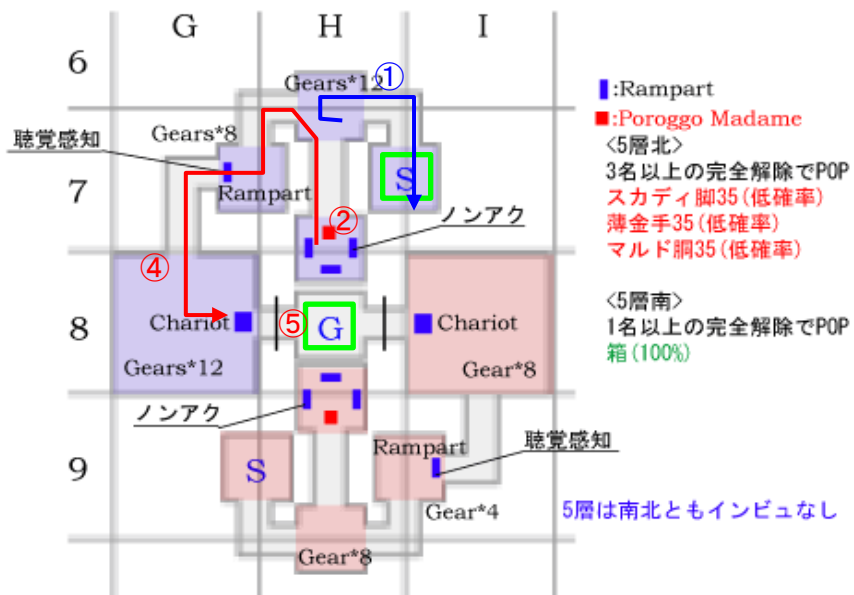 G H I
6
Gears*12
①
:Rampart
:Poroggo Madame
Gears*8
聴覚感知
<5層北>
3名以上の完全解除でPOP
7
S
Rampart
スカディ脚35(低確率)
②
ノンアク
薄金手35(低確率)
マルド胴35(低確率)
④
<5層南>
8
Chariot
⑤
G
Chariot
1名以上の完全解除でPOP
箱(100%)
Gears*12
Gear*8
ノンアク
Rampart
聴覚感知
9
S
Gear*4
5層は南北ともインビュなし
Gear*8